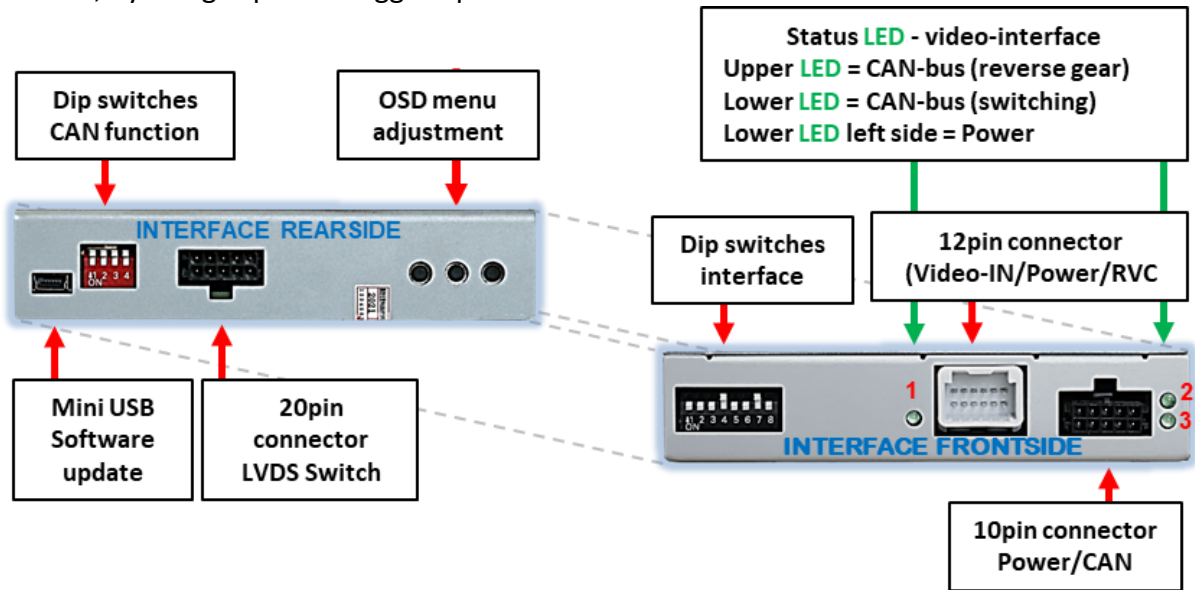 Status LED - video-interface
Upper LED = CAN-bus (reverse gear)
Lower LED = CAN-bus (switching)
Lower LED left side = Power
Dip switches
CAN function
OSD menu
adjustment
INTERFACE REARSIDE
ON
1 2 3 4
2021
Dip switches
interface
12pin connector
(Video-IN/Power/RVC
Mini USB
Software
update
20pin
connector
LVDS Switch
1
2
3
1 2 3 4 5 6 7 8
ON
INTERFACE FRONTSIDE
10pin connector
Power/CAN